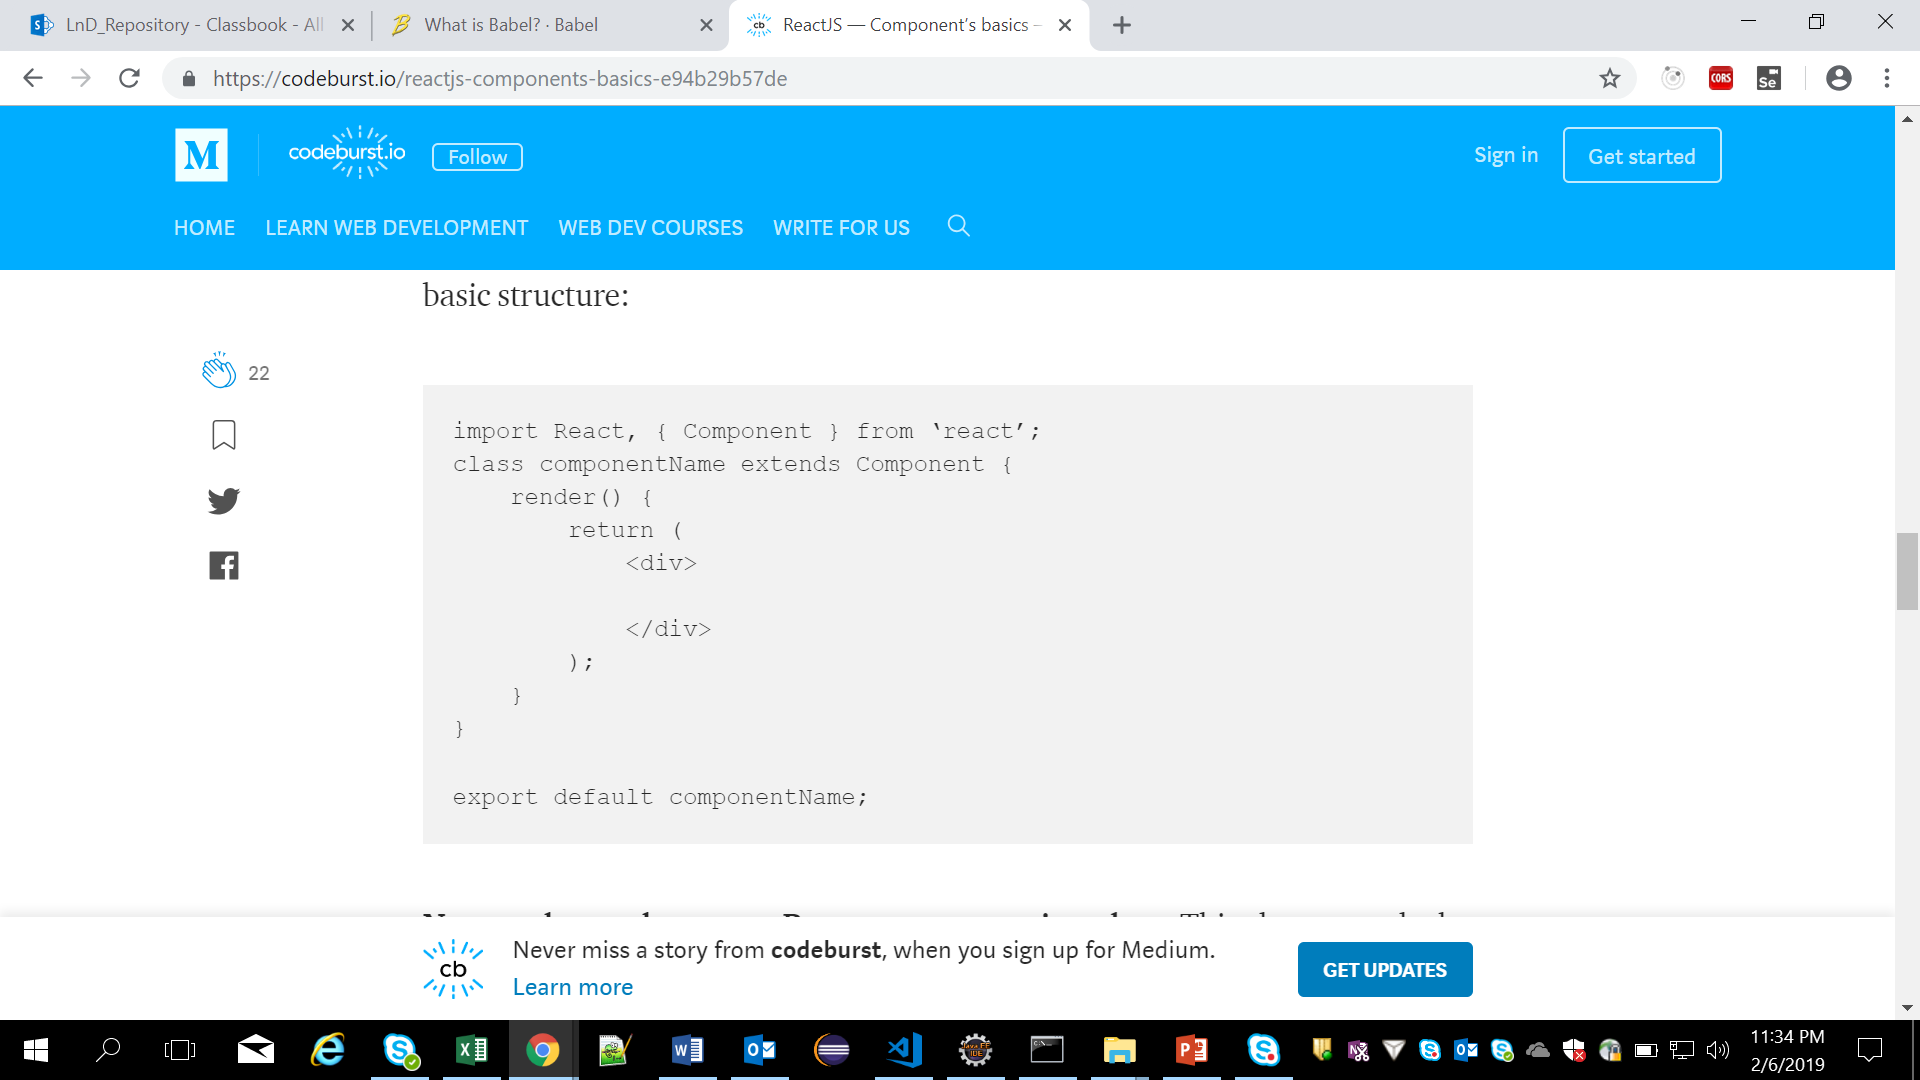 LnD_Repository - Classbook - All
What is Babel? · Babel
ReactJS — Component's basics –
https://codeburst.io/reactjs-components-basics-e94b29b57de
CORS
Se
M
codeburst.io
Follow
Sign in
Get started
HOME
LEARN WEB DEVELOPMENT
WEB DEV COURSES
WRITE FOR US
basic structure:
22
import React, { Component } from ‘react’;
class componentName extends Component {
render() {
return (
<div>
</div>
);
}
}
export default componentName;
cb
Never miss a story from codeburst, when you sign up for Medium.
Learn more
GET UPDATES
11:34 PM
2/6/2019